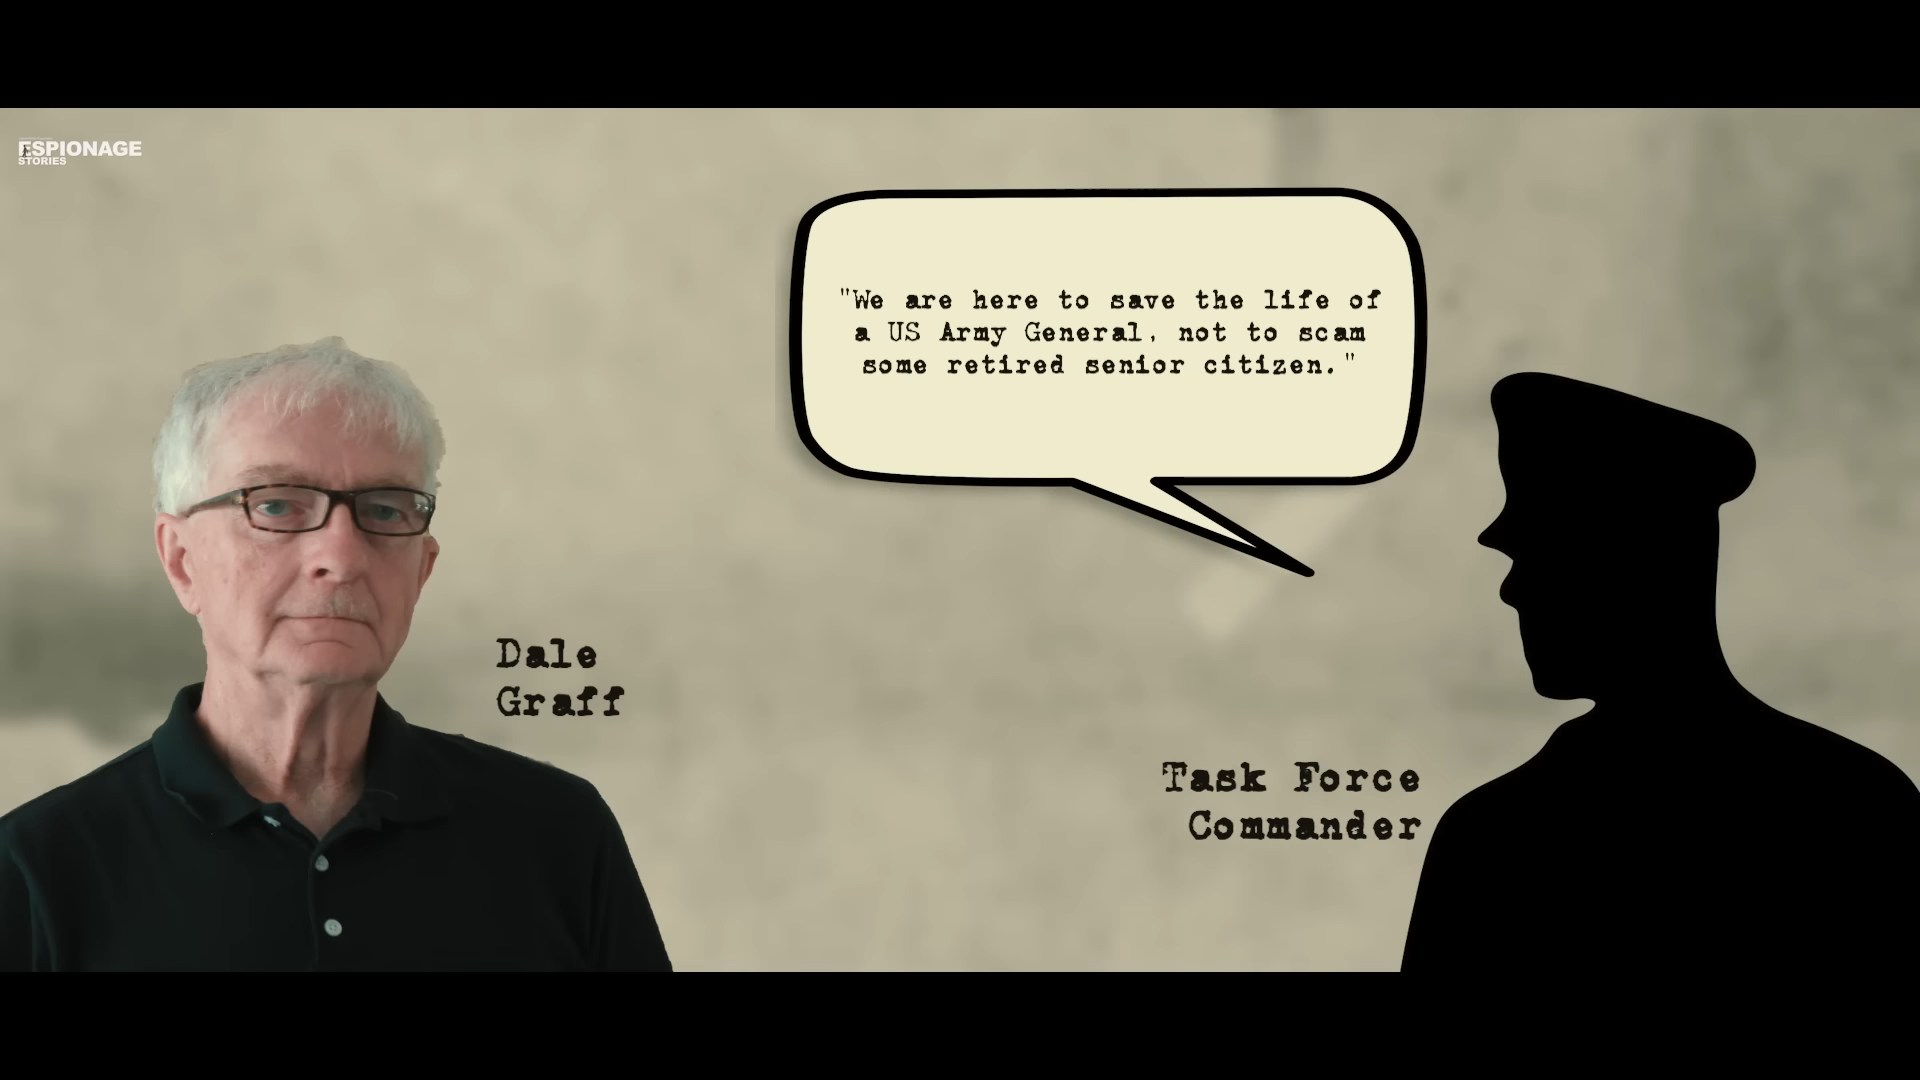 ESPIONAGE
STORIES
"We are here to save the life of
a US Army General, not to scam
some retired senior citizen."
Dale
Graff
Task Force
Commander